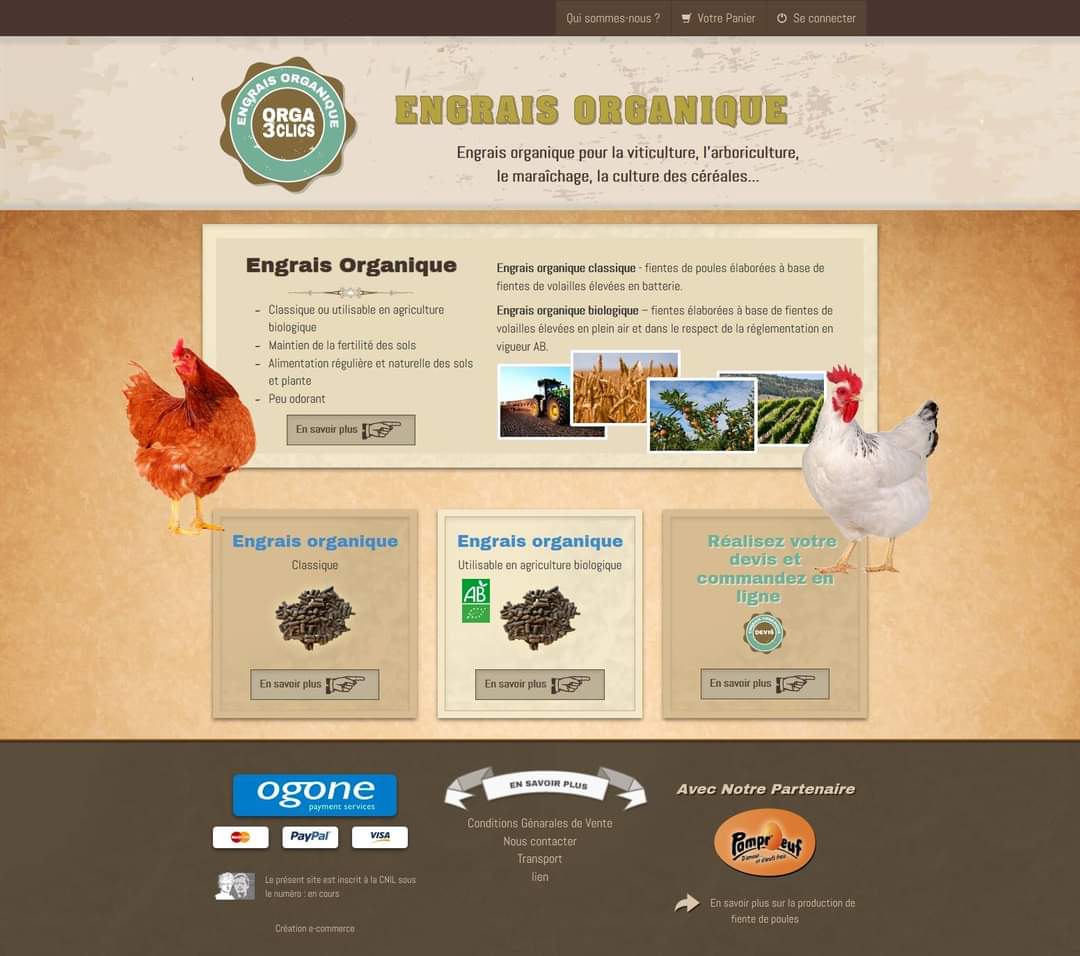 Qui sommes-nous ?
Votre Panier
Se connecter
ENGRAIS ORGANIQUE
ORGA
3CLICS
ENGRAIS ORGANIQUE
Engrais organique pour la viticulture, l'arboriculture,
le maraîchage, la culture des céréales...
Engrais Organique
- Classique ou utilisable en agriculture
biologique
- Maintien de la fertilité des sols
- Alimentation régulière et naturelle des sols
et plante
- Peu odorant
En savoir plus
Engrais organique classique - fientes de poules élaborées à base de
fientes de volailles élevées en batterie.
Engrais organique biologique – fientes élaborées à base de fientes de
volailles élevées en plein air et dans le respect de la réglementation en
vigueur AB.
Engrais organique
Classique
En savoir plus
Engrais organique
Utilisable en agriculture biologique
AB
En savoir plus
Réalisez votre
devis et
commandez en
ligne
DEVIS
En savoir plus
ogone
payment services
MasterCard
PayPal
VISA
Le présent site est inscrit à la CNIL sous
le numéro : en cours
Création e-commerce
EN SAVOIR PLUS
Conditions Génarales de Vente
Nous contacter
Transport
lien
Avec Notre Partenaire
Pampr'œuf
D'amour... et d'œufs frais
En savoir plus sur la production de
fiente de poules